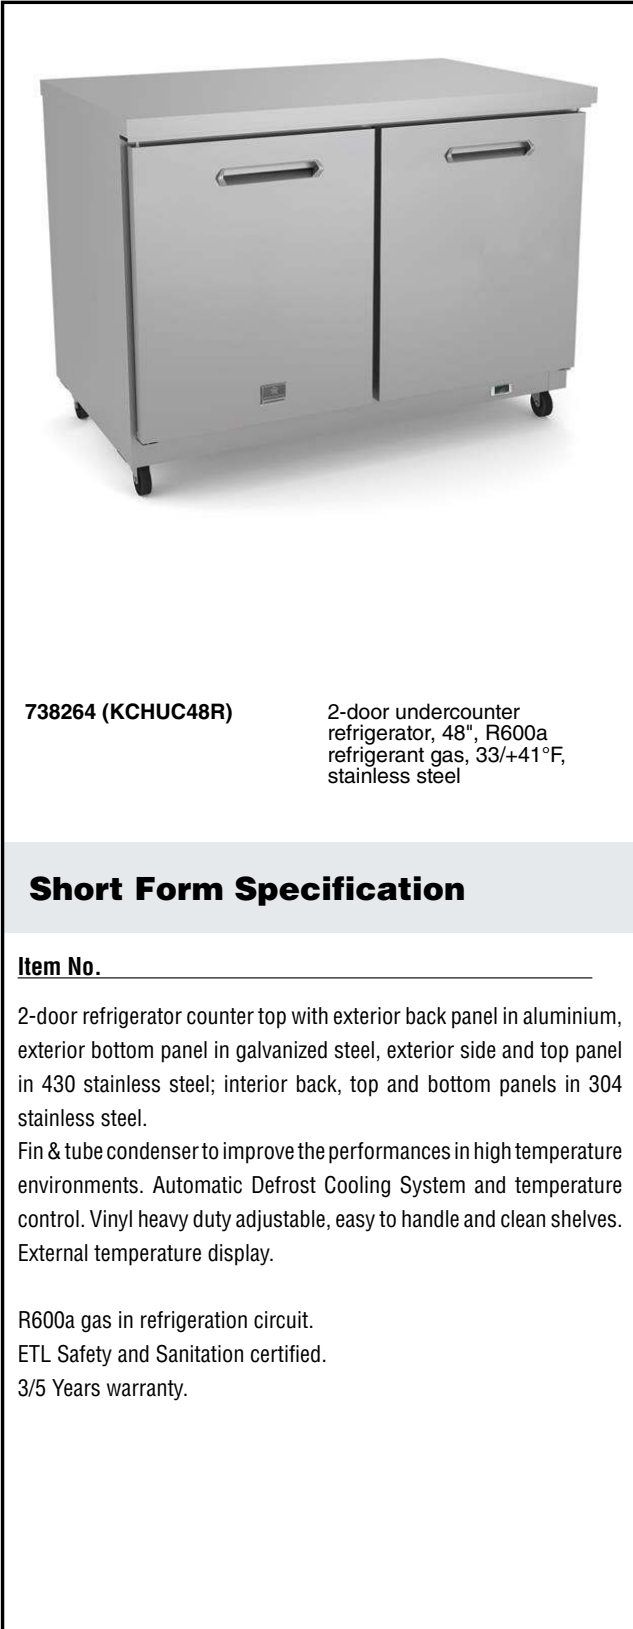 738264 (KCHUC48R)
2-door undercounter
refrigerator, 48", R600a
refrigerant gas, 33/+41°F,
stainless steel
Short Form Specification
Item No.
2-door refrigerator counter top with exterior back panel in aluminium,
exterior bottom panel in galvanized steel, exterior side and top panel
in 430 stainless steel; interior back, top and bottom panels in 304
stainless steel.
Fin & tube condenser to improve the performances in high temperature
environments. Automatic Defrost Cooling System and temperature
control. Vinyl heavy duty adjustable, easy to handle and clean shelves.
External temperature display.
R600a gas in refrigeration circuit.
ETL Safety and Sanitation certified.
3/5 Years warranty.